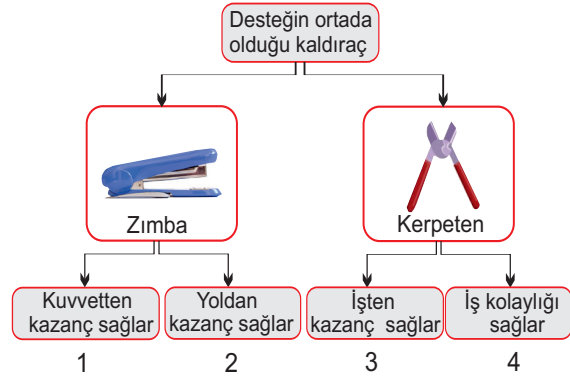 Desteğin ortada
olduğu kaldıraç
Zımba
Kerpeten
Kuvvetten
kazanç sağlar
Yoldan
kazanç sağlar
İşten
kazanç sağlar
İş kolaylığı
sağlar
1
2
3
4